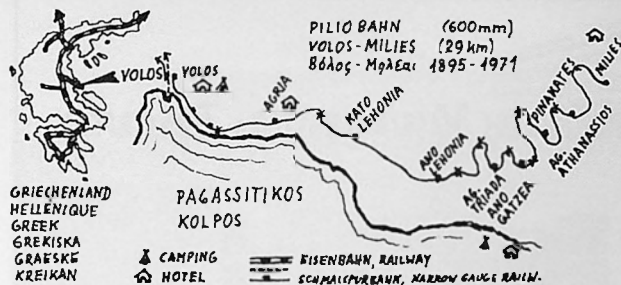 PILIO BAHN (600mm)
VOLOS - MILIES (29km)
Βόλος - Μηλεαι 1895-1971
VOLOS
VOLOS
AGRIA
KATO
LEHONIA
ANO
LEHONIA
AG.
TRIADA
ANO
GATZEA
PINAKATES
AG.
ATHANASSIOS
MILIES
PAGASSITIKOS
KOLPOS
GRIECHENLAND
HELLENIQUE
GREEK
GREKISKA
GRAESKE
KREIKAN
CAMPING
HOTEL
EISENBAHN, RAILWAY
SCHMALSPURBAHN, NARROW GAUGE RAILW.